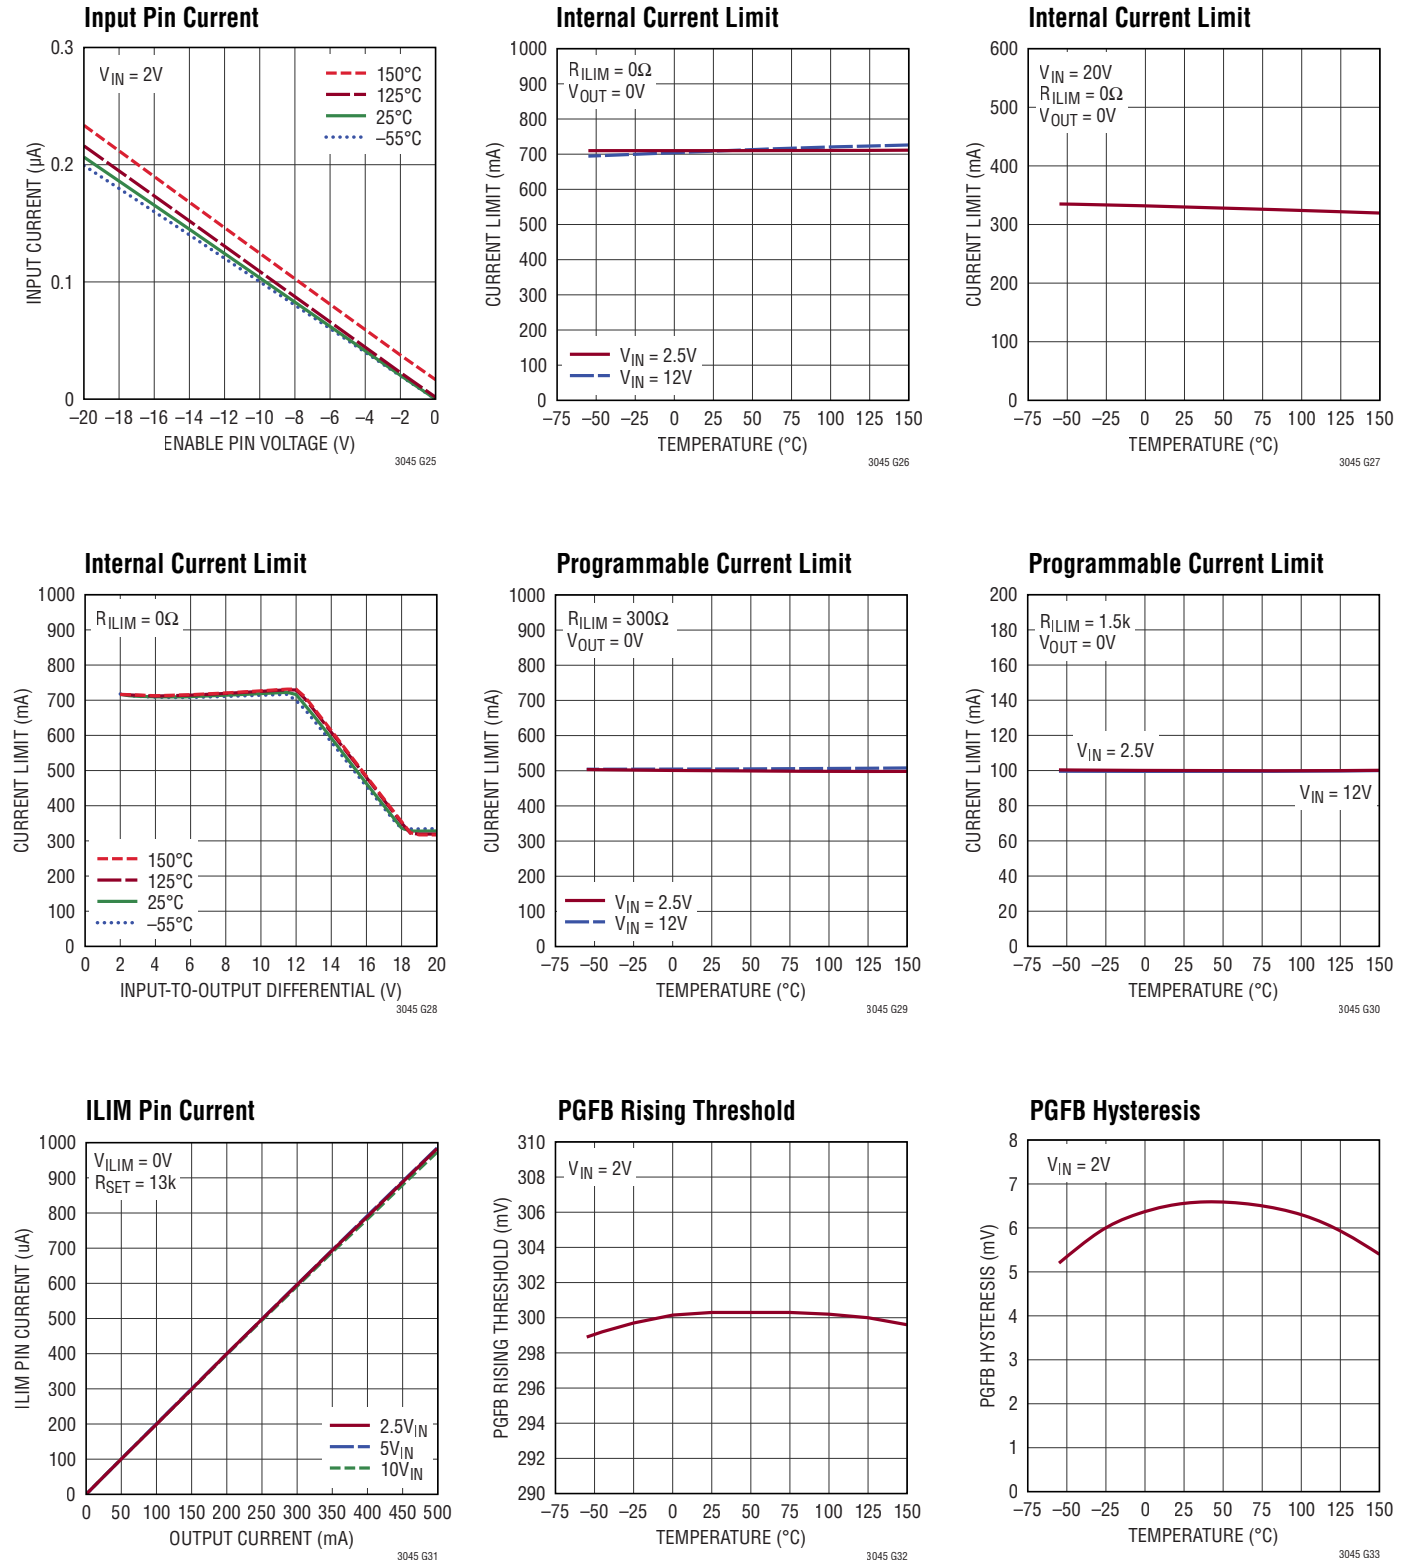 Input Pin Current
0.3
0.2
0.1
0
INPUT CURRENT (µA)
VIN = 2V
150°C
125°C
25°C
–55°C
–20 –18 –16 –14 –12 –10 –8 –6 –4 –2 0
ENABLE PIN VOLTAGE (V)
3045 G25
Internal Current Limit
1000
900
800
700
600
500
400
300
200
100
0
CURRENT LIMIT (mA)
RILIM = 0Ω
VOUT = 0V
VIN = 2.5V
VIN = 12V
–75 –50 –25 0 25 50 75 100 125 150
TEMPERATURE (°C)
3045 G26
Internal Current Limit
600
500
400
300
200
100
0
CURRENT LIMIT (mA)
VIN = 20V
RILIM = 0Ω
VOUT = 0V
–75 –50 –25 0 25 50 75 100 125 150
TEMPERATURE (°C)
3045 G27
Internal Current Limit
1000
900
800
700
600
500
400
300
200
100
0
CURRENT LIMIT (mA)
RILIM = 0Ω
150°C
125°C
25°C
–55°C
0 2 4 6 8 10 12 14 16 18 20
INPUT-TO-OUTPUT DIFFERENTIAL (V)
3045 G28
Programmable Current Limit
1000
900
800
700
600
500
400
300
200
100
0
CURRENT LIMIT (mA)
RILIM = 300Ω
VOUT = 0V
VIN = 2.5V
VIN = 12V
–75 –50 –25 0 25 50 75 100 125 150
TEMPERATURE (°C)
3045 G29
Programmable Current Limit
200
180
160
140
120
100
80
60
40
20
0
CURRENT LIMIT (mA)
RILIM = 1.5k
VOUT = 0V
VIN = 2.5V
VIN = 12V
–75 –50 –25 0 25 50 75 100 125 150
TEMPERATURE (°C)
3045 G30
ILIM Pin Current
1000
900
800
700
600
500
400
300
200
100
0
ILIM PIN CURRENT (uA)
VILIM = 0V
RSET = 13k
2.5VIN
5VIN
10VIN
0 50 100 150 200 250 300 350 400 450 500
OUTPUT CURRENT (mA)
3045 G31
PGFB Rising Threshold
310
308
306
304
302
300
298
296
294
292
290
PGFB RISING THRESHOLD (mV)
VIN = 2V
–75 –50 –25 0 25 50 75 100 125 150
TEMPERATURE (°C)
3045 G32
PGFB Hysteresis
8
7
6
5
4
3
2
1
0
PGFB HYSTERESIS (mV)
VIN = 2V
–75 –50 –25 0 25 50 75 100 125 150
TEMPERATURE (°C)
3045 G33